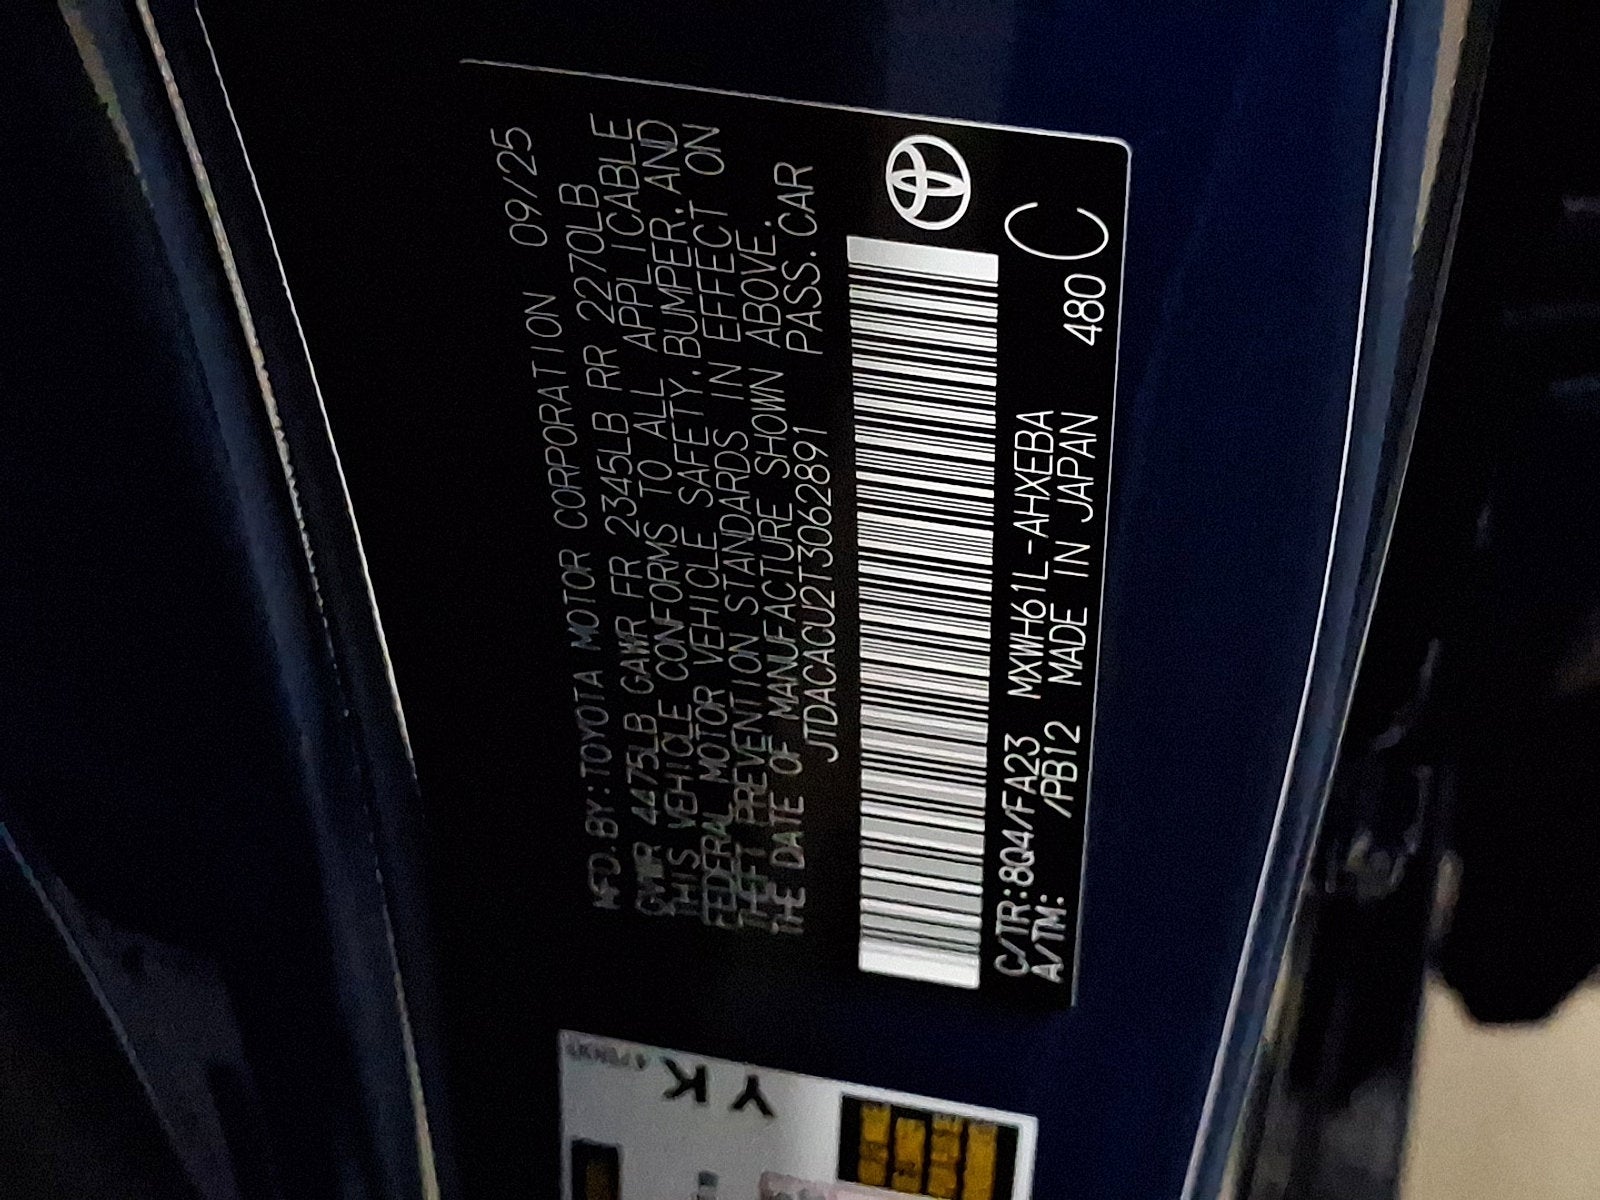 MFD.BY:TOYOTA MOTOR CORPORATION 09/25
GVWR 4475LB GAWR FR 2345LB RR 2270LB
THIS VEHICLE CONFORMS TO ALL APPLICABLE
FEDERAL MOTOR VEHICLE SAFETY,BUMPER,AND
THEFT PREVENTION STANDARDS IN EFFECT ON
THE DATE OF MANUFACTURE SHOWN ABOVE.
JTDACACU2T3062891 PASS.CAR
C/TR:8Q4/FA23 MXWH61L-AHXEBA
A/TM: /PB12 MADE IN JAPAN 480 C
YK